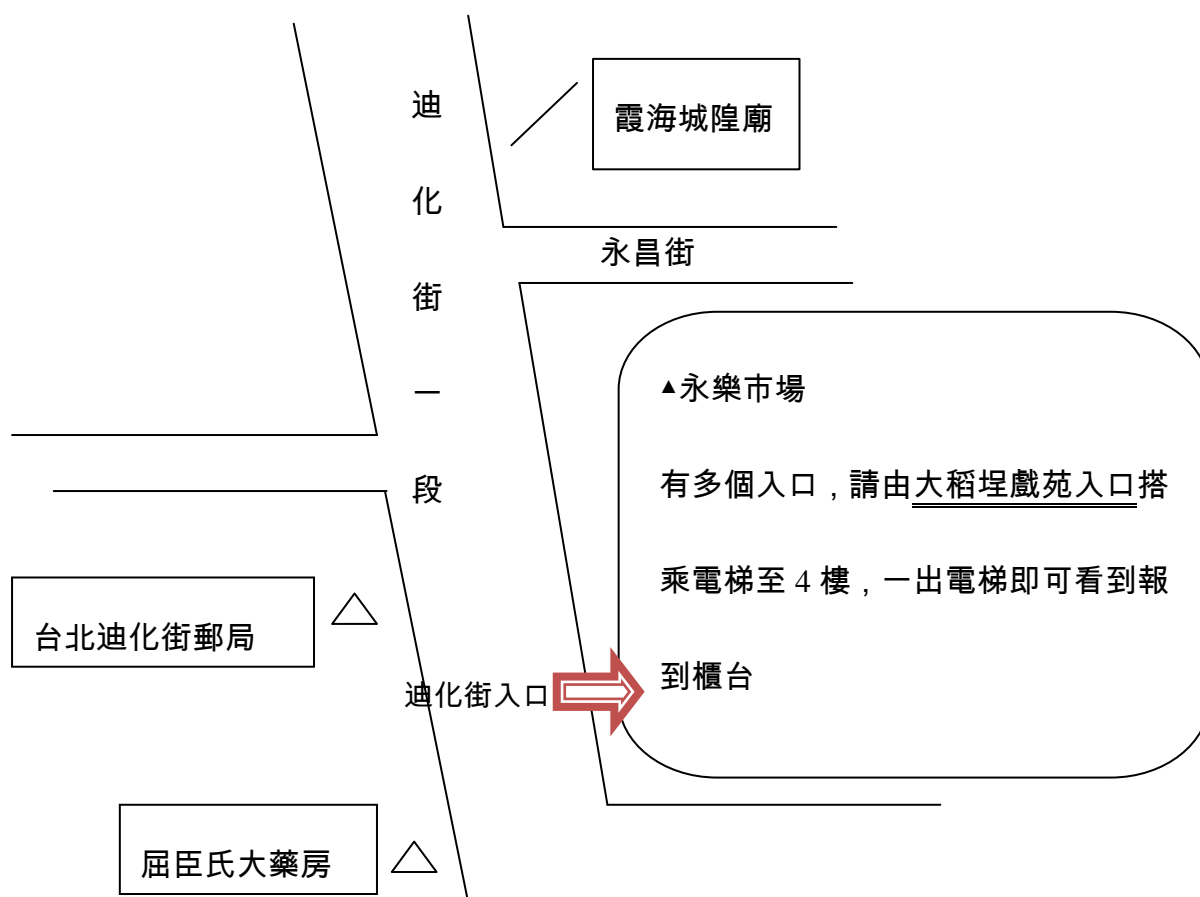 迪化街一段
霞海城隍廟
永昌街
▲永樂市場
有多個入口，請由大稻埕戲苑入口搭
乘電梯至 4 樓，一出電梯即可看到報
到櫃台
台北迪化街郵局
迪化街入口
屈臣氏大藥房